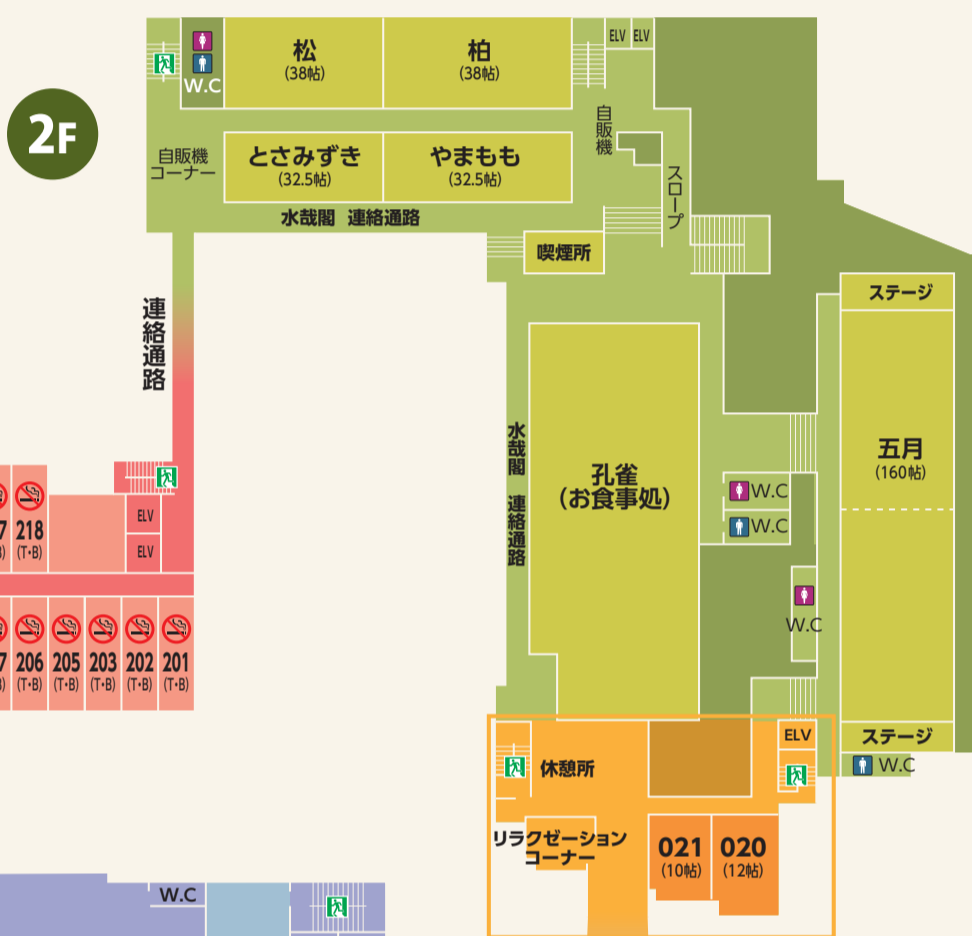 2F
W.C
松
(38帖)
柏
(38帖)
ELV
ELV
自販機
コーナー
とさみずき
(32.5帖)
やまもも
(32.5帖)
自販機
スロープ
水哉閣 連絡通路
喫煙所
連絡通路
ステージ
五月
(160帖)
ステージ
水哉閣 連絡通路
孔雀
(お食事処)
W.C
W.C
W.C
W.C
ELV
ELV
7
218
(T・B)
7
206
(T・B)
205
(T・B)
203
(T・B)
202
(T・B)
201
(T・B)
休憩所
ELV
リラクゼーション
コーナー
021
(10帖)
020
(12帖)
W.C